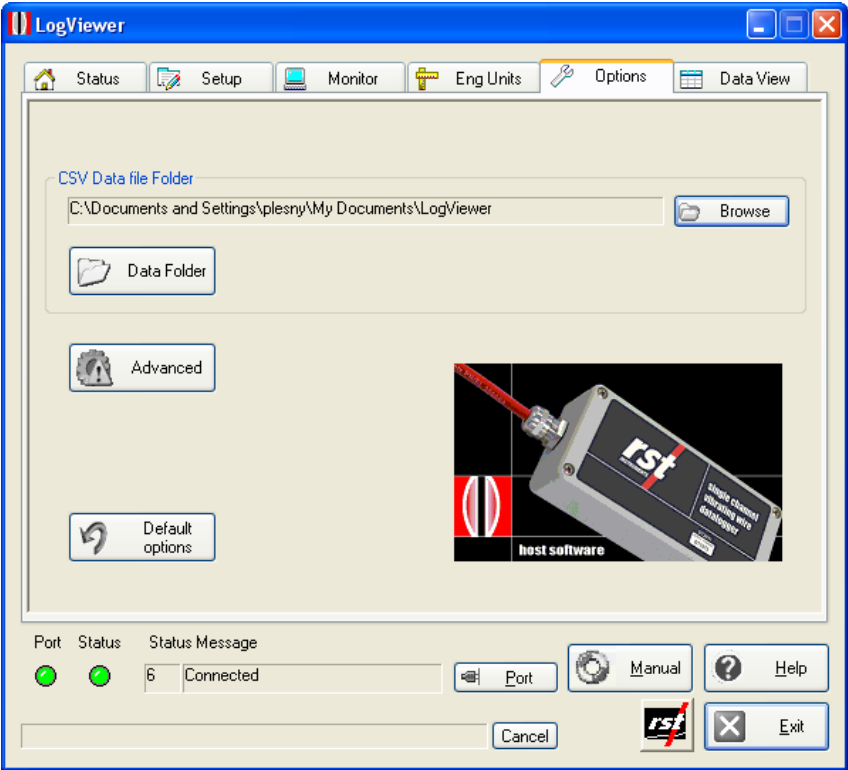 LogViewer
Status
Setup
Monitor
Eng Units
Options
Data View
CSV Data file Folder
C:\Documents and Settings\plesny\My Documents\LogViewer
Browse
Data Folder
Advanced
rst
INSTRUMENTS
single channel
vibrating wire
datalogger
host software
Default
options
Port
Status
Status Message
6
Connected
Port
Manual
Help
Cancel
rst
Exit